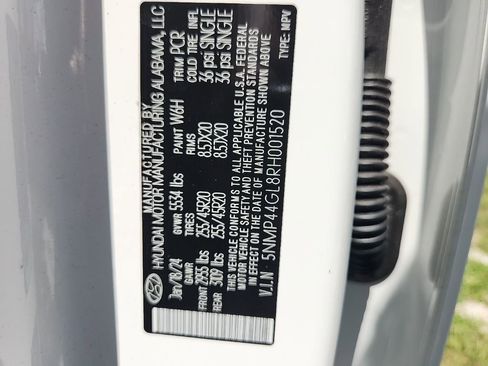 MANUFACTURED BY
HYUNDAI MOTOR MANUFACTURING ALABAMA, LLC
Jan/18/24 GVWR 5534 lbs PAINT W6H TRIM PCR
TIRES RIMS COLD TIRE INFL
FRONT 2955 lbs 255/45R20 8.5JX20 36 psi SINGLE
REAR 3109 lbs 255/45R20 8.5JX20 36 psi SINGLE
THIS VEHICLE CONFORMS TO ALL APPLICABLE U.S.A. FEDERAL
MOTOR VEHICLE SAFETY AND THEFT PREVENTION STANDARDS
IN EFFECT ON THE DATE OF MANUFACTURE SHOWN ABOVE
V.I.N : 5NMP44GL8RH001520 TYPE: MPV